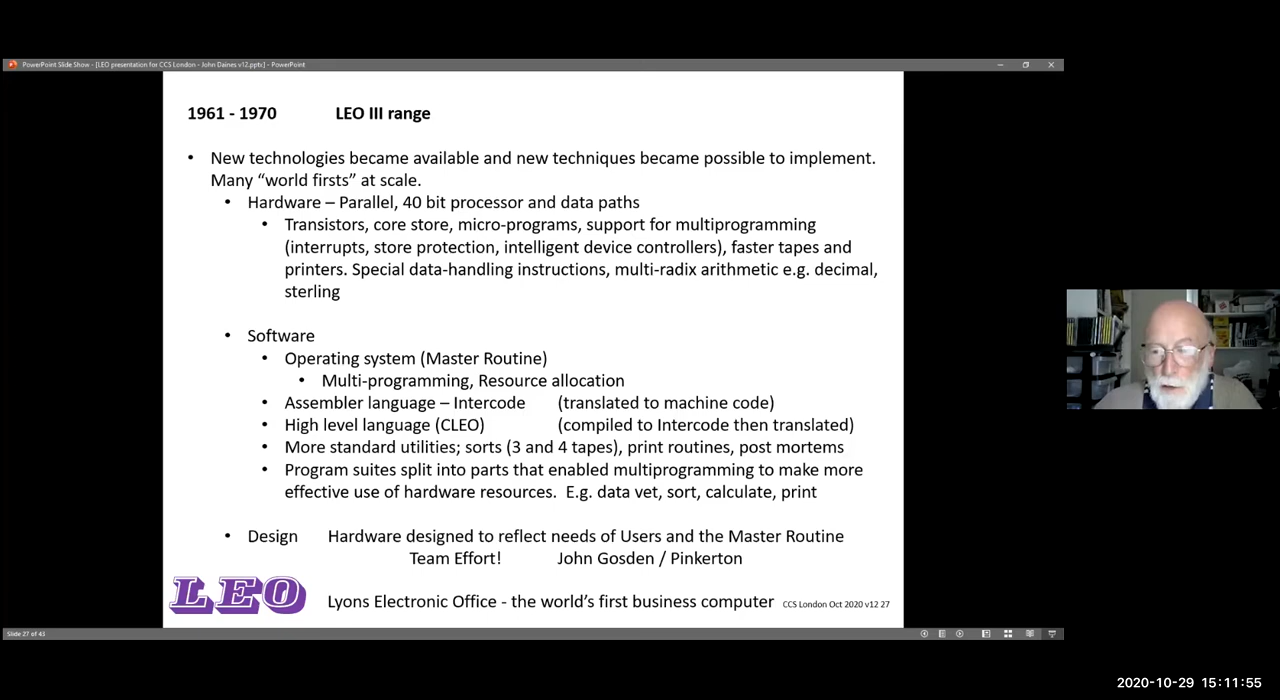 PowerPoint Slide Show - [LEO presentation for CCS London - John Daines v12.pptx] - PowerPoint
1961 - 1970 LEO III range
• New technologies became available and new techniques became possible to implement.
Many “world firsts” at scale.
• Hardware – Parallel, 40 bit processor and data paths
• Transistors, core store, micro-programs, support for multiprogramming
(interrupts, store protection, intelligent device controllers), faster tapes and
printers. Special data-handling instructions, multi-radix arithmetic e.g. decimal,
sterling
• Software
• Operating system (Master Routine)
• Multi-programming, Resource allocation
• Assembler language – Intercode (translated to machine code)
• High level language (CLEO) (compiled to Intercode then translated)
• More standard utilities; sorts (3 and 4 tapes), print routines, post mortems
• Program suites split into parts that enabled multiprogramming to make more
effective use of hardware resources. E.g. data vet, sort, calculate, print
• Design Hardware designed to reflect needs of Users and the Master Routine
Team Effort! John Gosden / Pinkerton
LEO Lyons Electronic Office - the world’s first business computer CCS London Oct 2020 v12 27
Slide 27 of 43
2020-10-29 15:11:55